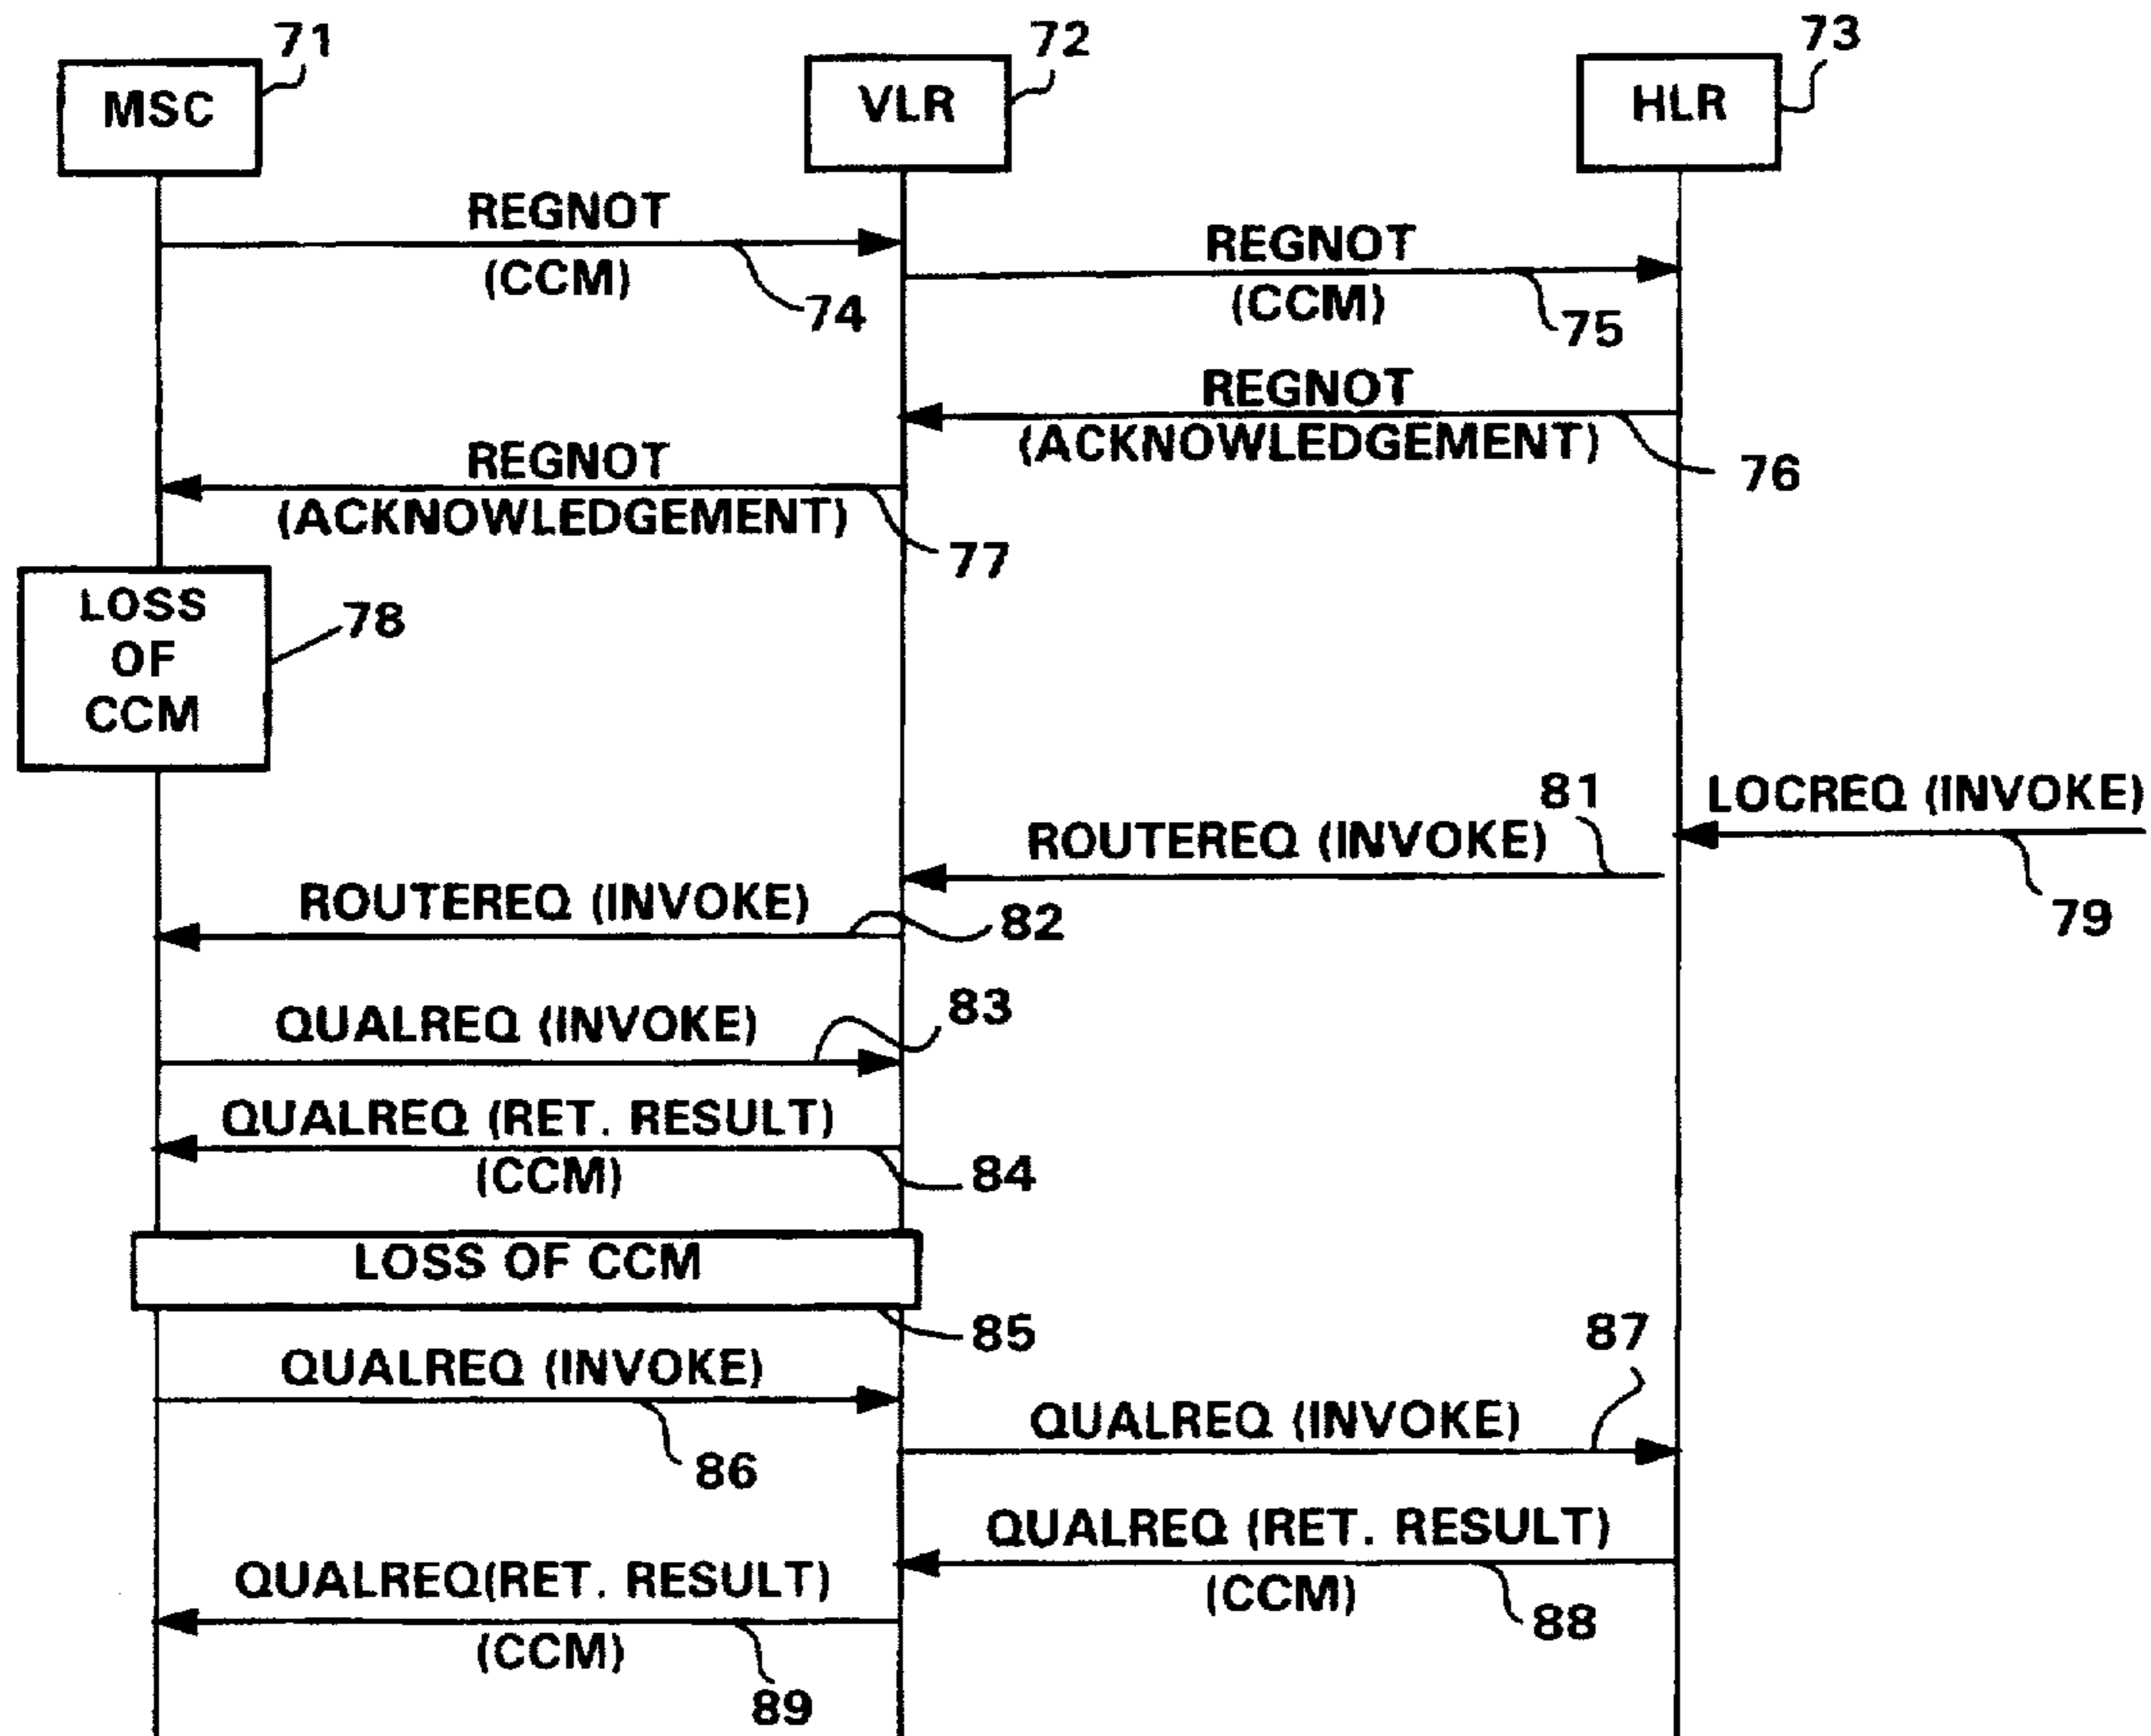 71
72
73
MSC
VLR
HLR
REGNOT
(CCM)
74
REGNOT
(CCM)
75
REGNOT
(ACKNOWLEDGEMENT)
76
REGNOT
(ACKNOWLEDGEMENT)
77
LOSS
OF
CCM
78
LOCREQ (INVOKE)
79
81
ROUTEREQ (INVOKE)
ROUTEREQ (INVOKE)
82
QUALREQ (INVOKE)
83
QUALREQ (RET. RESULT)
(CCM)
84
LOSS OF CCM
85
QUALREQ (INVOKE)
86
87
QUALREQ (INVOKE)
QUALREQ (RET. RESULT)
(CCM)
88
QUALREQ(RET. RESULT)
(CCM)
89